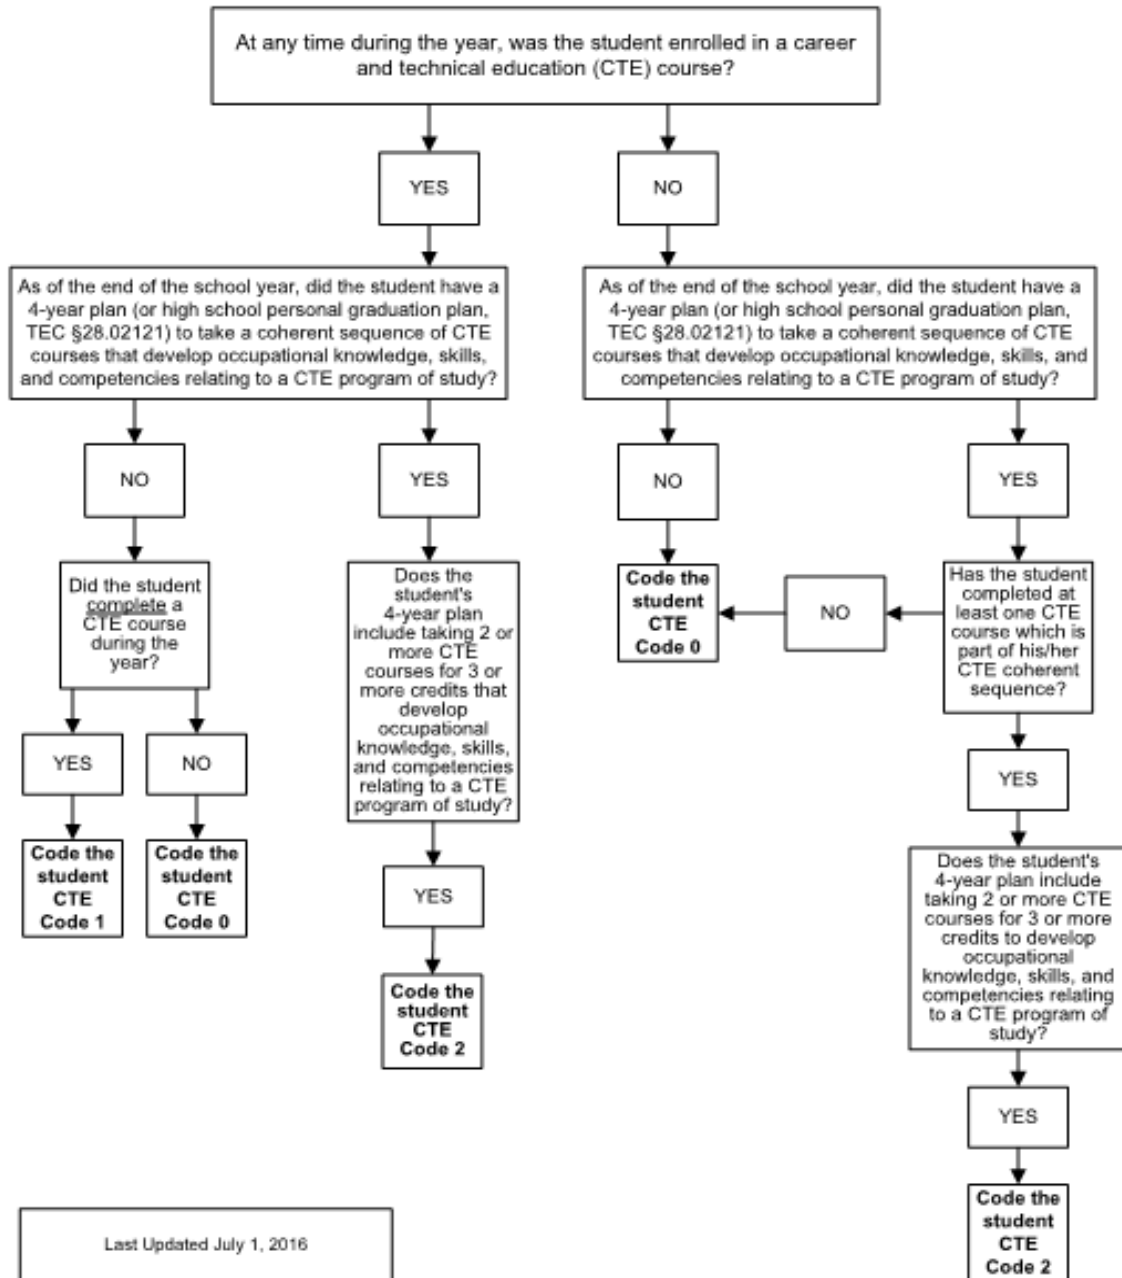 At any time during the year, was the student enrolled in a career
and technical education (CTE) course?
YES
NO
As of the end of the school year, did the student have a
4-year plan (or high school personal graduation plan,
TEC §28.02121) to take a coherent sequence of CTE
courses that develop occupational knowledge, skills,
and competencies relating to a CTE program of study?
As of the end of the school year, did the student have a
4-year plan (or high school personal graduation plan,
TEC §28.02121) to take a coherent sequence of CTE
courses that develop occupational knowledge, skills, and
competencies relating to a CTE program of study?
NO
YES
NO
YES
Did the student
complete a
CTE course
during the
year?
Does the
student's
4-year plan
include taking 2 or
more CTE
courses for 3 or
more credits that
develop
occupational
knowledge, skills,
and competencies
relating to a CTE
program of study?
Code the
student
CTE
Code 0
NO
Has the student
completed at
least one CTE
course which is
part of his/her
CTE coherent
sequence?
YES
NO
YES
Code the
student
CTE
Code 1
Code the
student
CTE
Code 0
YES
Does the student's
4-year plan include
taking 2 or more CTE
courses for 3 or more
credits to develop
occupational
knowledge, skills, and
competencies relating
to a CTE program of
study?
Code the
student
CTE
Code 2
YES
Code the
student
CTE
Code 2
Last Updated July 1, 2016